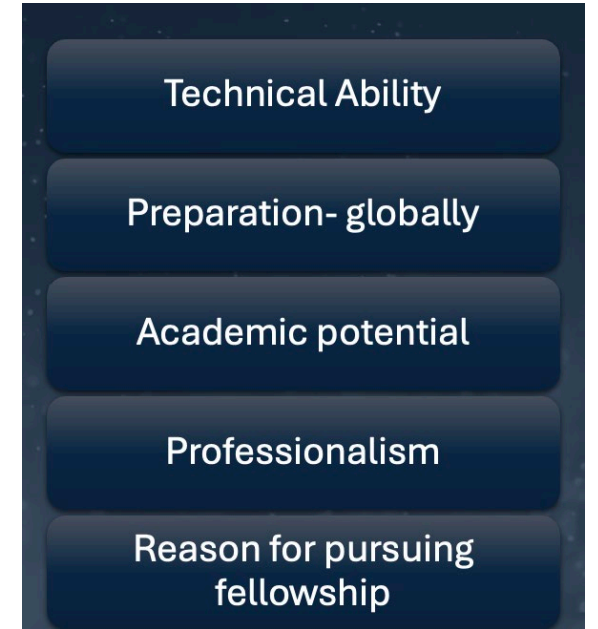 Technical Ability
Preparation- globally
Academic potential
Professionalism
Reason for pursuing
fellowship